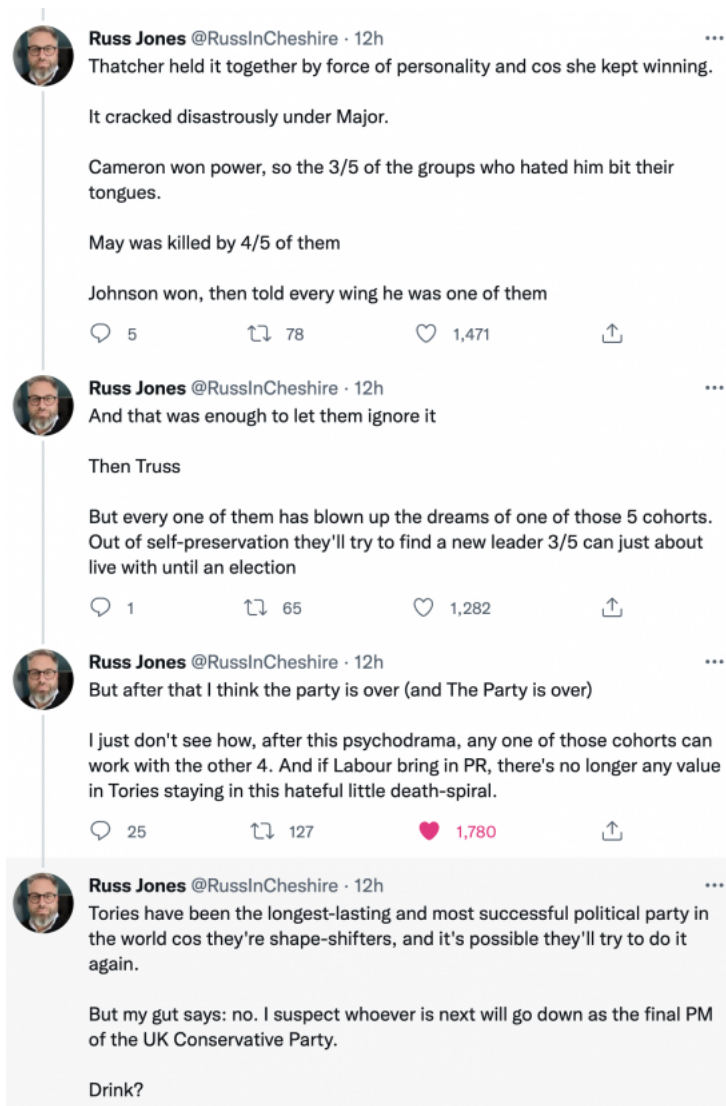 Russ Jones @RussInCheshire · 12h
Thatcher held it together by force of personality and cos she kept winning.
It cracked disastrously under Major.
Cameron won power, so the 3/5 of the groups who hated him bit their
tongues.
May was killed by 4/5 of them
Johnson won, then told every wing he was one of them
5 78 1,471
Russ Jones @RussInCheshire · 12h
And that was enough to let them ignore it
Then Truss
But every one of them has blown up the dreams of one of those 5 cohorts.
Out of self-preservation they'll try to find a new leader 3/5 can just about
live with until an election
1 65 1,282
Russ Jones @RussInCheshire · 12h
But after that I think the party is over (and The Party is over)
I just don't see how, after this psychodrama, any one of those cohorts can
work with the other 4. And if Labour bring in PR, there's no longer any value
in Tories staying in this hateful little death-spiral.
25 127 1,780
Russ Jones @RussInCheshire · 12h
Tories have been the longest-lasting and most successful political party in
the world cos they're shape-shifters, and it's possible they'll try to do it
again.
But my gut says: no. I suspect whoever is next will go down as the final PM
of the UK Conservative Party.
Drink?